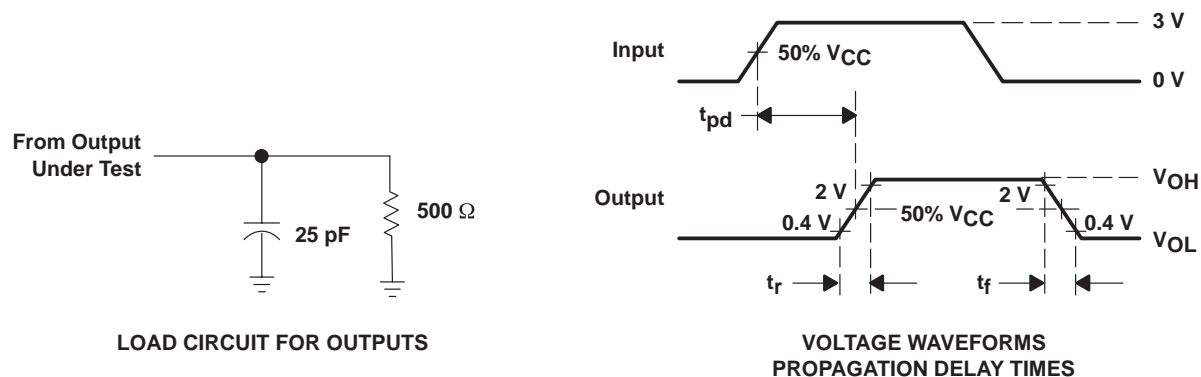 From Output
Under Test
25 pF
500 Ω
LOAD CIRCUIT FOR OUTPUTS
Input
50% VCC
3 V
0 V
tpd
Output
2 V
0.4 V
50% VCC
2 V
0.4 V
VOH
VOL
tr
tf
VOLTAGE WAVEFORMS
PROPAGATION DELAY TIMES